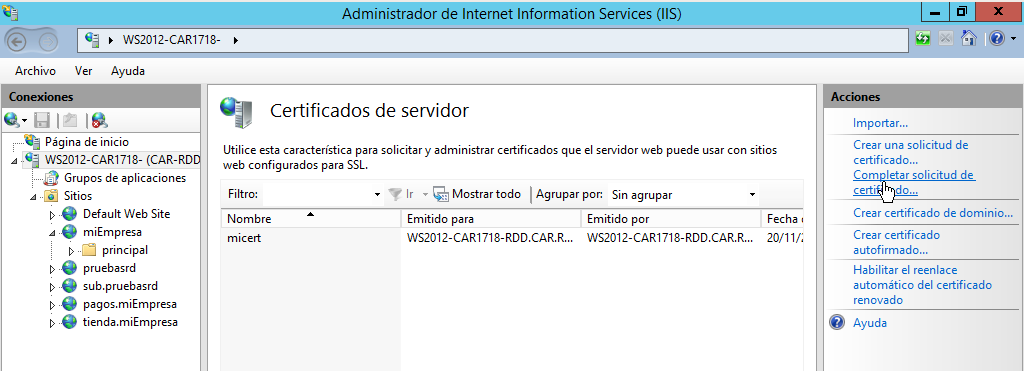 Administrador de Internet Information Services (IIS)
WS2012-CAR1718-
Archivo Ver Ayuda
Conexiones
Página de inicio
WS2012-CAR1718- (CAR-RDD
Grupos de aplicaciones
Sitios
Default Web Site
miEmpresa
principal
pruebasrd
sub.pruebasrd
pagos.miEmpresa
tienda.miEmpresa
Certificados de servidor
Utilice esta característica para solicitar y administrar certificados que el servidor web puede usar con sitios
web configurados para SSL.
Filtro: Ir Mostrar todo Agrupar por: Sin agrupar
Nombre Emitido para Emitido por Fecha d
micert WS2012-CAR1718-RDD.CAR.R... WS2012-CAR1718-RDD.CAR.R... 20/11/2
Acciones
Importar...
Crear una solicitud de
certificado...
Completar solicitud de
certificado...
Crear certificado de dominio...
Crear certificado
autofirmado...
Habilitar el reenlace
automático del certificado
renovado
Ayuda